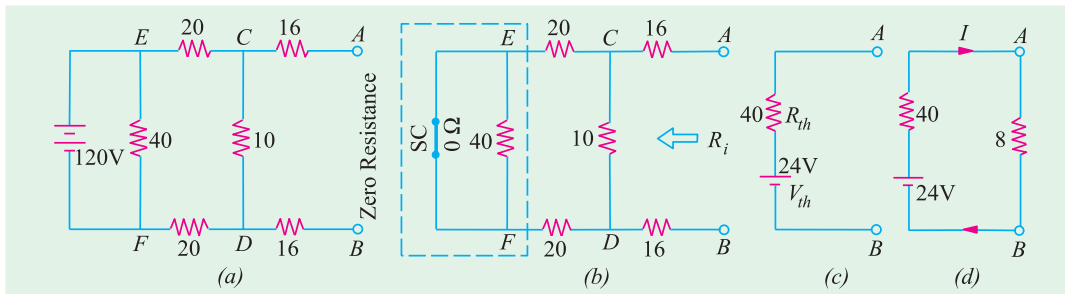 20
16
E
C
A
120V
40
10
F
D
B
20
16
(a)
Zero Resistance
E
20
C
16
A
SC
0 Ω
40
10
R_i
F
D
B
20
16
(b)
A
40
R_th
24V
V_th
B
(c)
I
A
40
8
24V
B
(d)